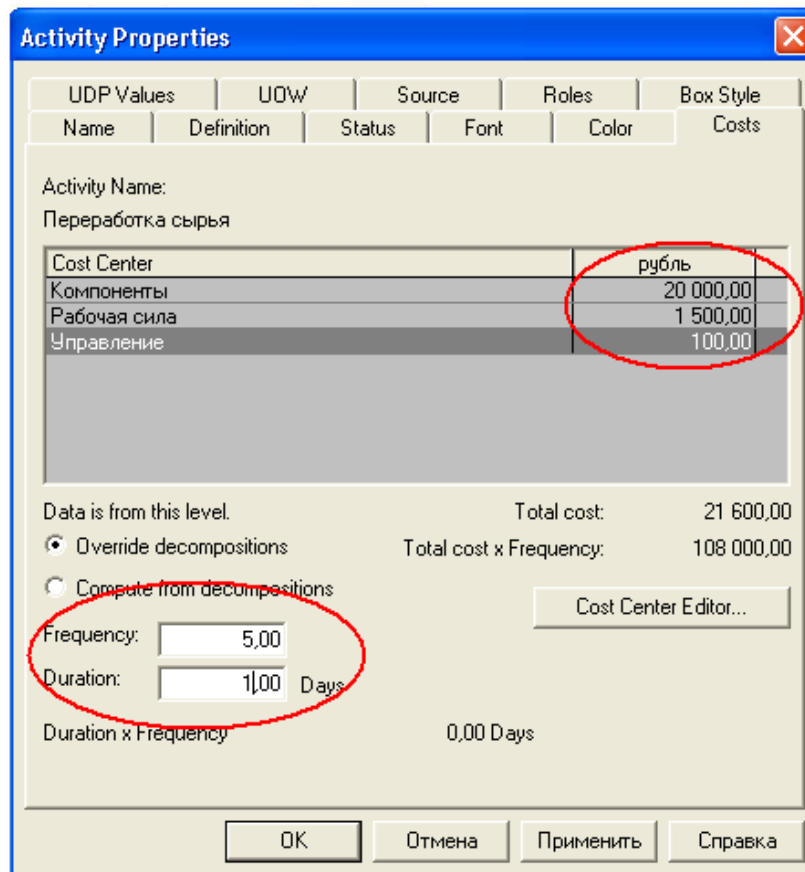 Activity Properties
UDP Values UOW Source Roles Box Style
Name Definition Status Font Color Costs
Activity Name:
Переработка сырья
Cost Center рубль
Компоненты 20 000,00
Рабочая сила 1 500,00
Управление 100,00
Data is from this level. Total cost: 21 600,00
Override decompositions Total cost x Frequency: 108 000,00
Compute from decompositions
Cost Center Editor...
Frequency: 5,00
Duration: 1,00 Days
Duration x Frequency 0,00 Days
OK Отмена Применить Справка